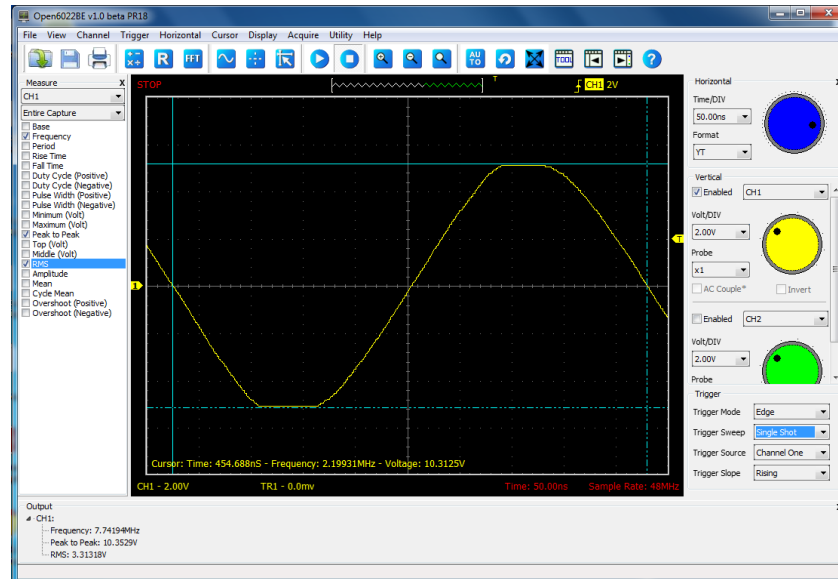 Open6022BE v1.0 beta PR18
File View Channel Trigger Horizontal Cursor Display Acquire Utility Help
R FFT AUTO TOOL ?
Measure X
CH1
Entire Capture
Base
Frequency
Period
Rise Time
Fall Time
Duty Cycle (Positive)
Duty Cycle (Negative)
Pulse Width (Positive)
Pulse Width (Negative)
Minimum (Volt)
Maximum (Volt)
Peak to Peak
Top (Volt)
Middle (Volt)
RMS
Amplitude
Mean
Cycle Mean
Overshoot (Positive)
Overshoot (Negative)
STOP
T
CH1 2V
T
1
Cursor: Time: 454.688nS - Frequency: 2.19931MHz - Voltage: 10.3125V
CH1 - 2.00V TR1 - 0.0mv Time: 50.00ns Sample Rate: 48MHz
Horizontal
Time/DIV
50.00ns
Format
YT
Vertical
Enabled CH1
Volt/DIV
2.00V
Probe
x1
AC Couple* Invert
Enabled CH2
Volt/DIV
2.00V
Probe
Trigger
Trigger Mode Edge
Trigger Sweep Single Shot
Trigger Source Channel One
Trigger Slope Rising
Output
CH1:
Frequency: 7.74194MHz
Peak to Peak: 10.3529V
RMS: 3.31318V